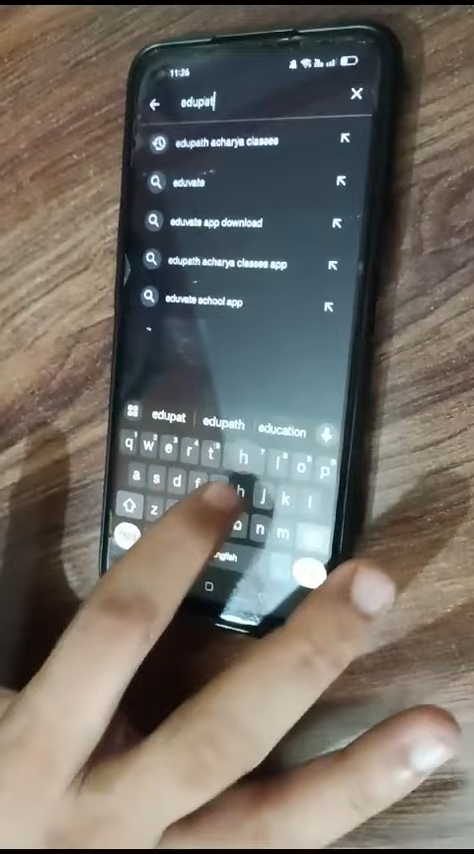 11:26
edupat
edupath acharya classes
eduvate
eduvate app download
edupath acharya classes app
eduvate school app
edupat edupath education
q w e r t h i o p
a s d f h j k l
z n m
English